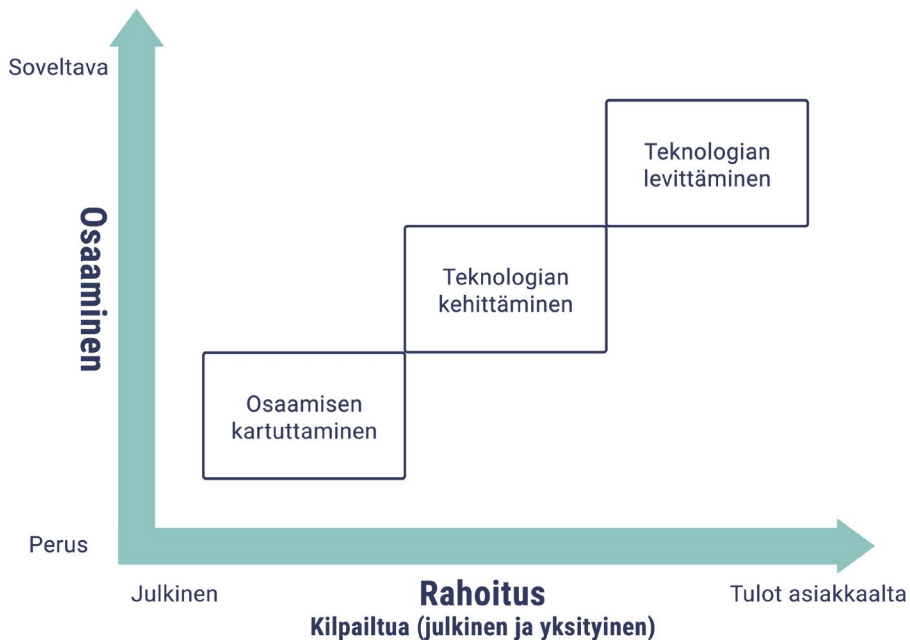 Soveltava
Teknologian
levittäminen
Osaaminen
Teknologian
kehittäminen
Osaamisen
kartuttaminen
Perus
Julkinen
Rahoitus
Tulot asiakkaalta
Kilpailtua (julkinen ja yksityinen)